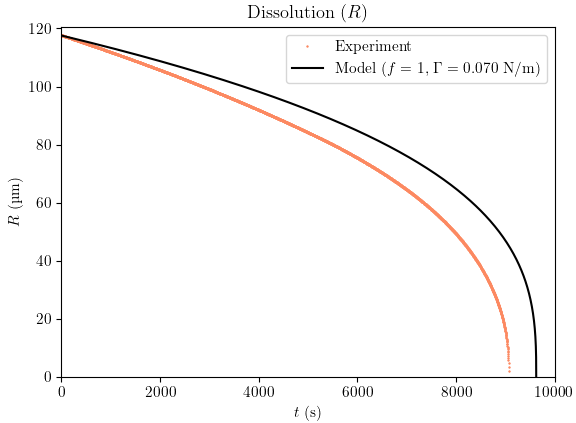 Dissolution (R)
Experiment
Model (f = 1, Γ = 0.070 N/m)
120
100
80
60
40
20
0
R (µm)
0 2000 4000 6000 8000 10000
t (s)